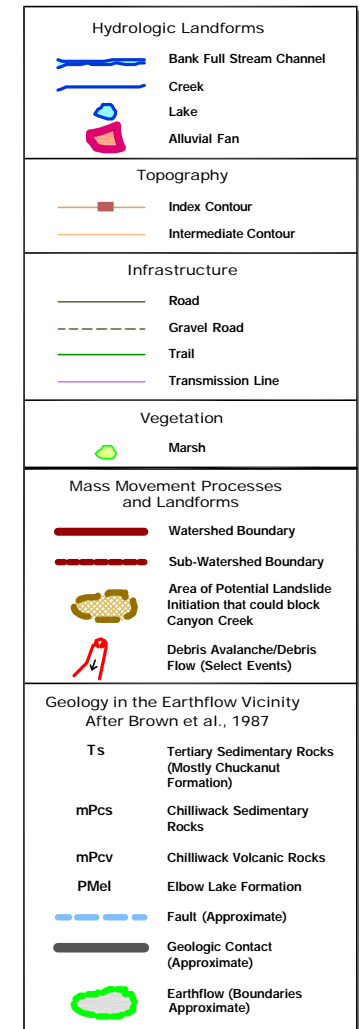 Hydrologic Landforms
Bank Full Stream Channel
Creek
Lake
Alluvial Fan
Topography
Index Contour
Intermediate Contour
Infrastructure
Road
Gravel Road
Trail
Transmission Line
Vegetation
Marsh
Mass Movement Processes
and Landforms
Watershed Boundary
Sub-Watershed Boundary
Area of Potential Landslide
Initiation that could block
Canyon Creek
Debris Avalanche/Debris
Flow (Select Events)
Geology in the Earthflow Vicinity
After Brown et al., 1987
Ts Tertiary Sedimentary Rocks
(Mostly Chuckanut
Formation)
mPcs Chilliwack Sedimentary
Rocks
mPcv Chilliwack Volcanic Rocks
PMel Elbow Lake Formation
Fault (Approximate)
Geologic Contact
(Approximate)
Earthflow (Boundaries
Approximate)